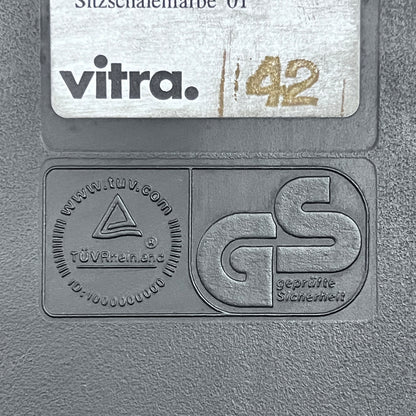 Sitzschalenfarbe 01
vitra.
42
www.tuv.com
®
TÜVRheinland
ID:1000000000
GS
geprüfte
Sicherheit